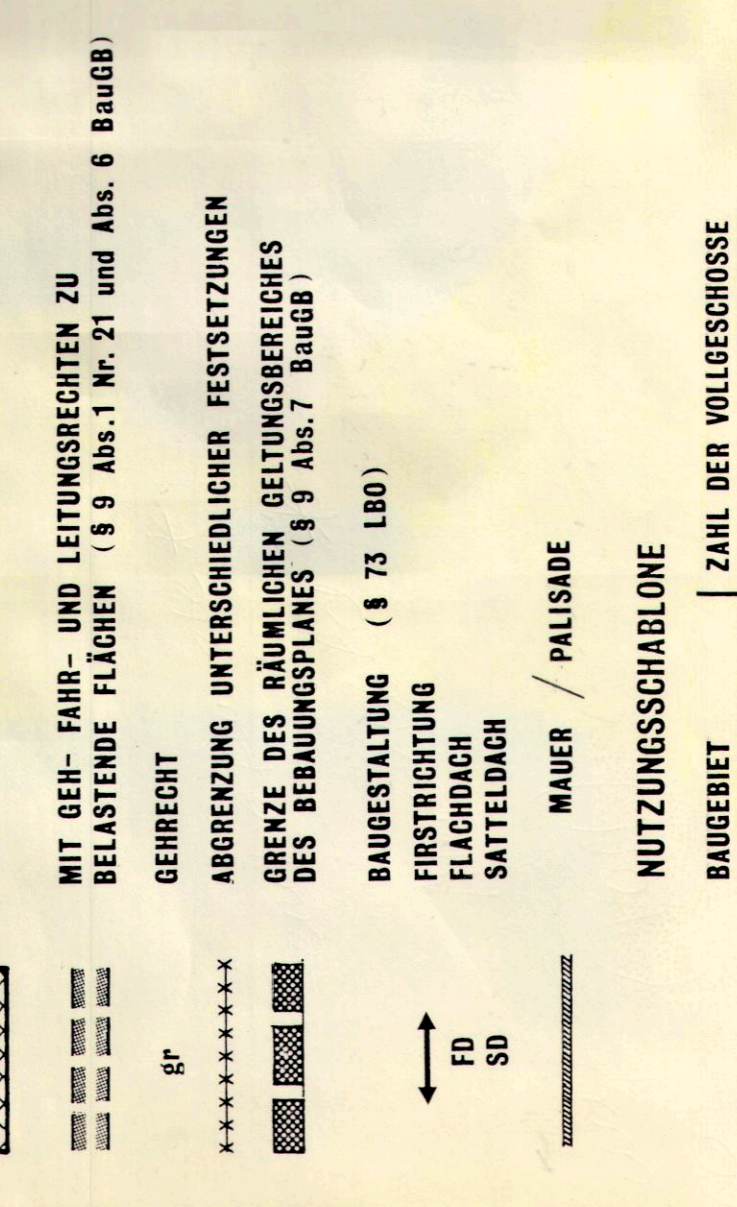 MIT GEH- FAHR- UND LEITUNGSRECHTEN ZU
BELASTENDE FLÄCHEN (§ 9 Abs.1 Nr. 21 und Abs. 6 BauGB)
gr GEHRECHT
ABGRENZUNG UNTERSCHIEDLICHER FESTSETZUNGEN
GRENZE DES RÄUMLICHEN GELTUNGSBEREICHES
DES BEBAUUNGSPLANES (§ 9 Abs.7 BauGB)
BAUGESTALTUNG (§ 73 LBO)
FIRSTRICHTUNG
FD FLACHDACH
SD SATTELDACH
MAUER / PALISADE
NUTZUNGSSCHABLONE
BAUGEBIET ZAHL DER VOLLGESCHOSSE